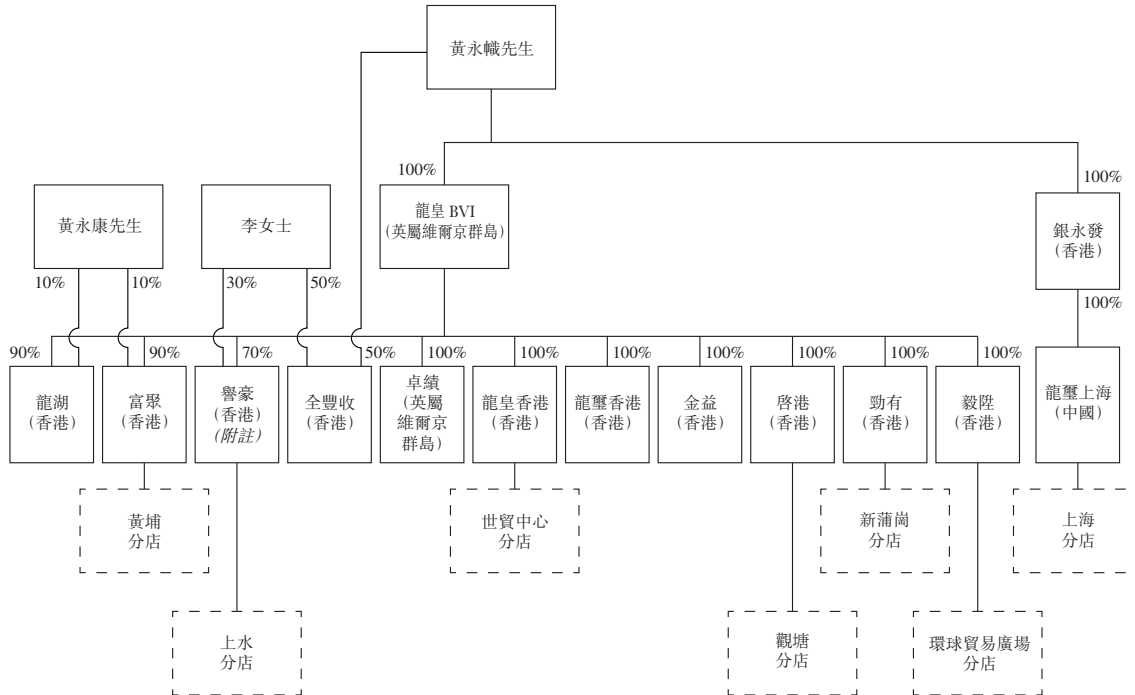 黃永幟先生
100%
100%
黃永康先生
李女士
龍皇 BVI
(英屬維爾京群島)
銀永發
(香港)
10%
10%
30%
50%
100%
90%
90%
70%
50%
100%
100%
100%
100%
100%
100%
100%
龍湖
(香港)
富聚
(香港)
譽豪
(香港)
(附註)
全豐收
(香港)
卓績
(英屬
維爾京
群島)
龍皇香港
(香港)
龍璽香港
(香港)
金益
(香港)
啓港
(香港)
勁有
(香港)
毅陞
(香港)
龍璽上海
(中國)
黃埔
分店
世貿中心
分店
新蒲崗
分店
上海
分店
上水
分店
觀塘
分店
環球貿易廣場
分店